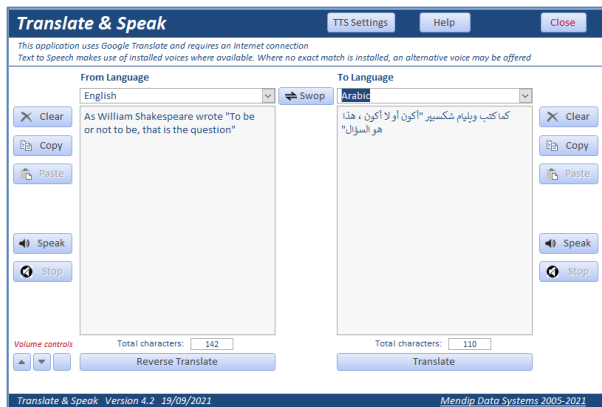 Translate & Speak
TTS Settings
Help
Close
This application uses Google Translate and requires an Internet connection
Text to Speech makes use of installed voices where available. Where no exact match is installed, an alternative voice may be offered
From Language
To Language
English
Swop
Arabic
Clear
Copy
Paste
Speak
Stop
As William Shakespeare wrote "To be
or not to be, that is the question"
كما كتب ويليام شكسبير "أكون أو لا أكون ، هذا
هو السؤال"
Clear
Copy
Paste
Speak
Stop
Volume controls
Total characters: 142
Total characters: 110
Reverse Translate
Translate
Translate & Speak Version 4.2 19/09/2021
Mendip Data Systems 2005-2021